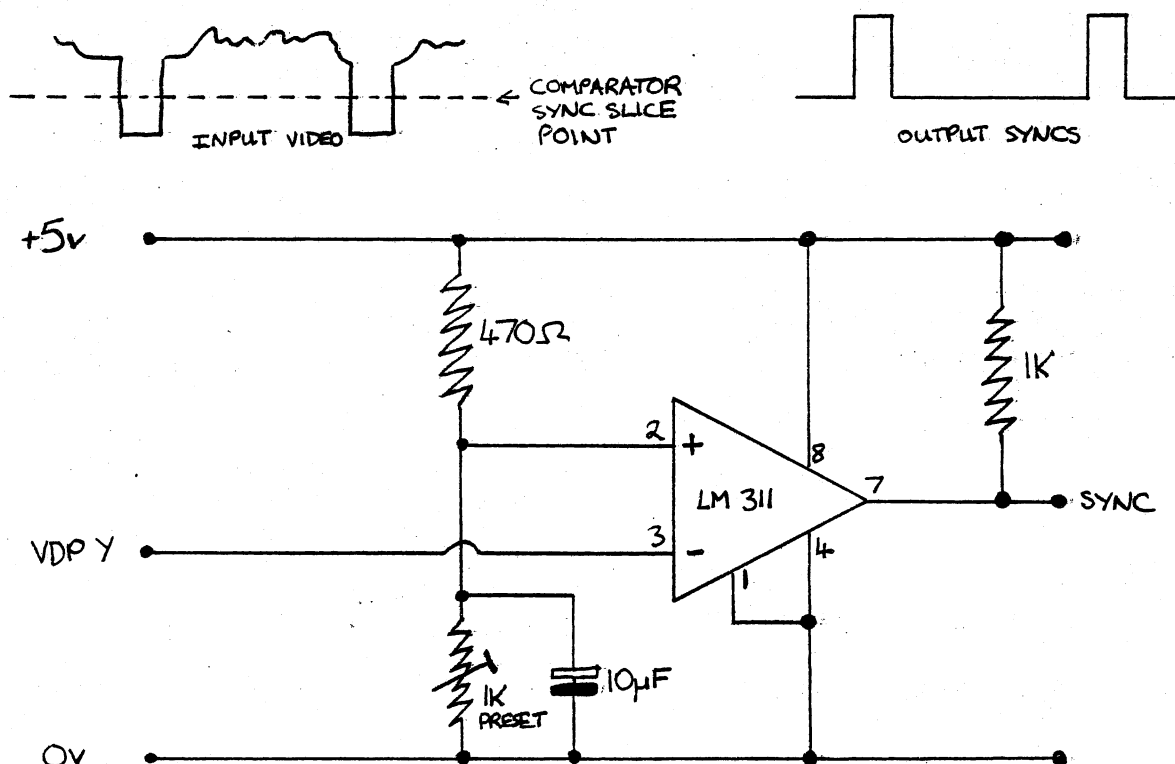 COMPARATOR
SYNC SLICE
POINT
INPUT VIDEO
OUTPUT SYNCS
+5v
470Ω
1K
2
+
8
LM 311
7
SYNC
VDP Y
3
-
4
1
1K
PRESET
10µF
0v